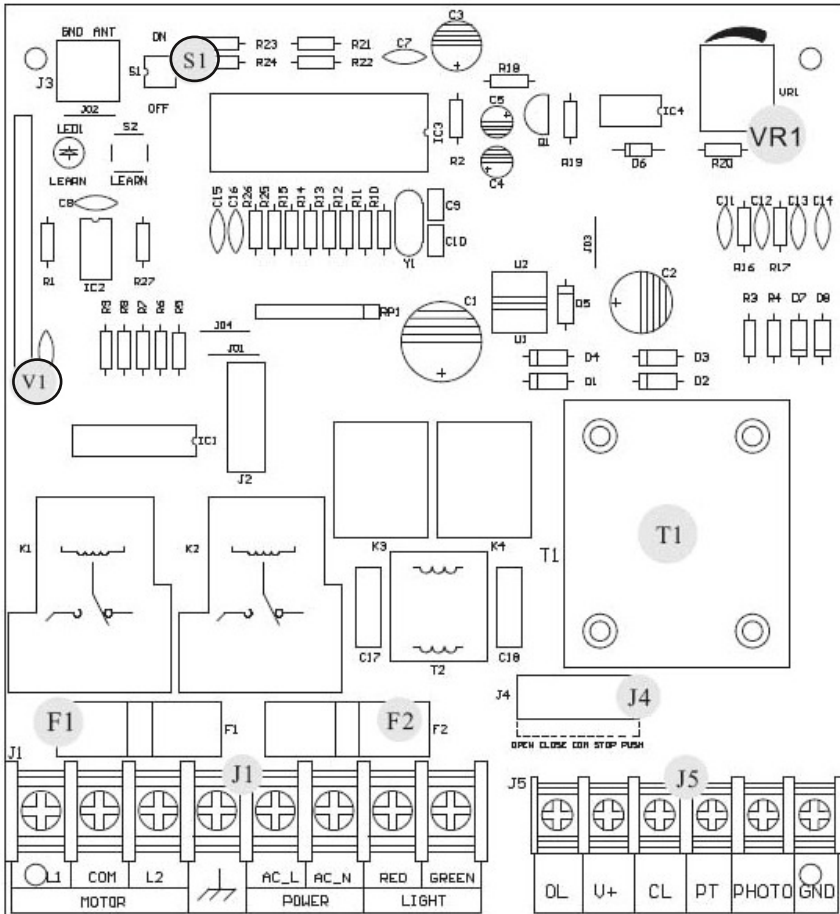 GND ANT
ON
S1
S1
OFF
J3
R23
R24
R21
R22
C7
C3
R18
VR1
VR1
J02
LED1
S2
LEARN
LEARN
IC3
R2
C5
C4
Q1
R19
IC4
D6
R20
C8
IC2
R1
R27
C15
C16
R26
R25
R15
R14
R13
R12
R11
R10
Y1
C9
C10
J03
C11
C12
C13
C14
R16
R17
U2
U1
D5
C2
C1
RP1
R9
R8
R7
R6
R5
J04
J01
R3
R4
D7
D8
D4
D3
D1
D2
V1
IC1
J2
K1
K2
K3
K4
T1
T1
C17
T2
C18
F1
F1
F2
F2
J4
J4
OPEN CLOSE COM STOP PUSH
J1
J1
J5
J5
L1 COM L2 AC_L AC_N RED GREEN
MOTOR POWER LIGHT
OL V+ CL PT PHOTO GND